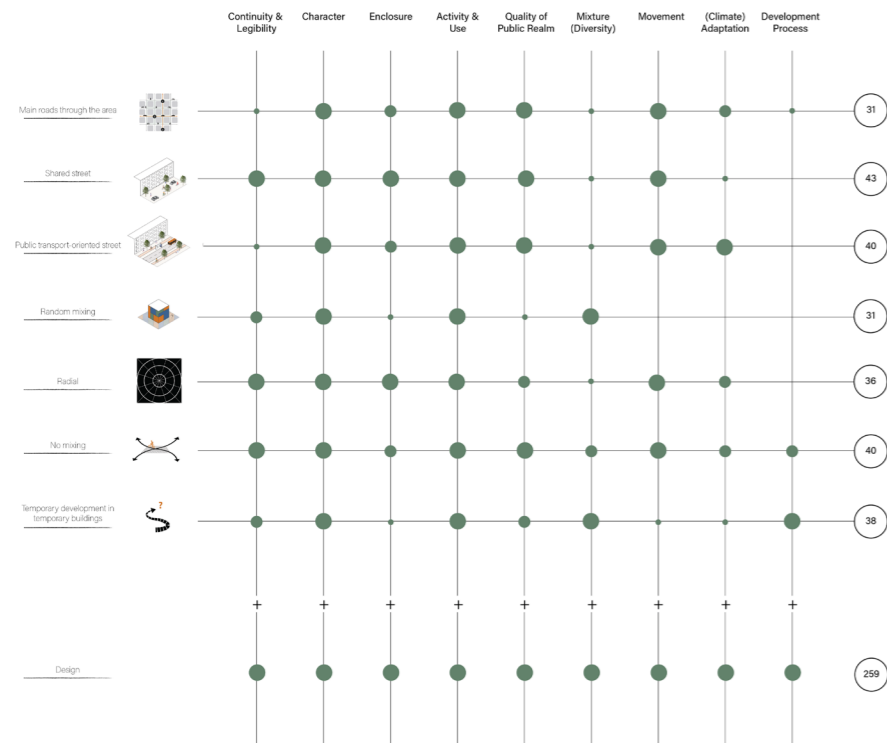 Continuity &
Legibility
Character
Enclosure
Activity &
Use
Quality of
Public Realm
Mixture
(Diversity)
Movement
(Climate)
Adaptation
Development
Process
Main roads through the area
31
Shared street
43
Public transport-oriented street
40
Random mixing
31
Radial
36
No mixing
40
?
Temporary development in
temporary buildings
38
+ + + + + + + + +
Design
259